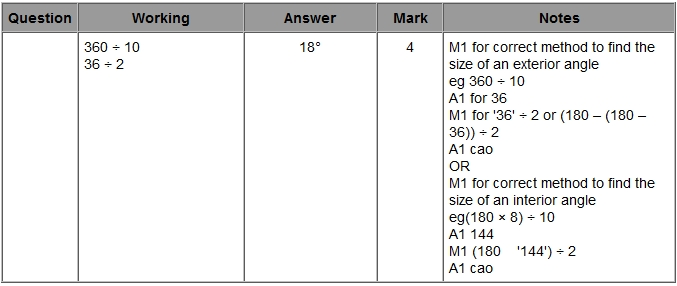 Question Working Answer Mark Notes
360 ÷ 10 18° 4 M1 for correct method to find the
36 ÷ 2 size of an exterior angle
eg 360 ÷ 10
A1 for 36
M1 for '36' ÷ 2 or (180 – (180 –
36)) ÷ 2
A1 cao
OR
M1 for correct method to find the
size of an interior angle
eg(180 × 8) ÷ 10
A1 144
M1 (180 '144') ÷ 2
A1 cao